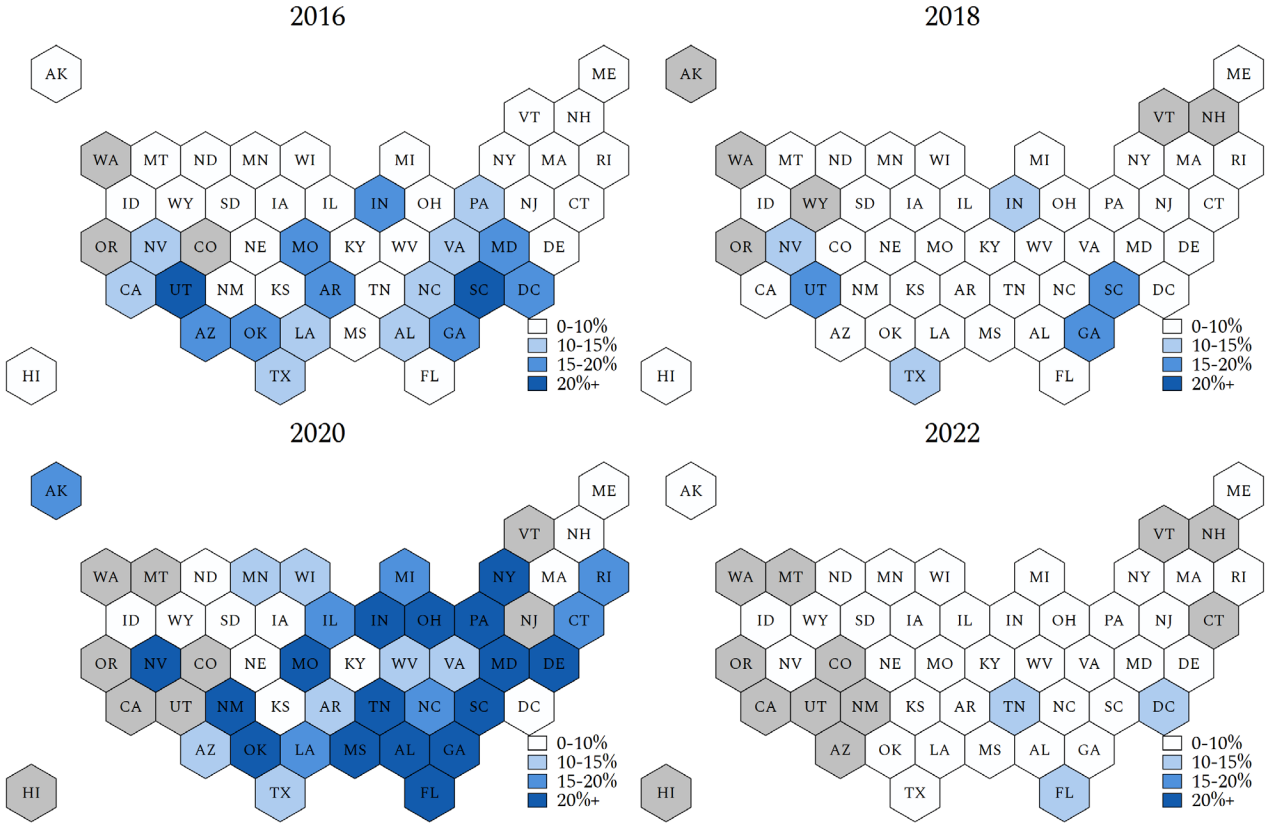 2016
AK
ME
VT NH
WA MT ND MN WI MI NY MA RI
ID WY SD IA IL IN OH PA NJ CT
OR NV CO NE MO KY WV VA MD DE
CA UT NM KS AR TN NC SC DC
AZ OK LA MS AL GA
HI TX FL
0-10%
10-15%
15-20%
20%+
2018
AK
ME
VT NH
WA MT ND MN WI MI NY MA RI
ID WY SD IA IL IN OH PA NJ CT
OR NV CO NE MO KY WV VA MD DE
CA UT NM KS AR TN NC SC DC
AZ OK LA MS AL GA
HI TX FL
0-10%
10-15%
15-20%
20%+
2020
AK
ME
VT NH
WA MT ND MN WI MI NY MA RI
ID WY SD IA IL IN OH PA NJ CT
OR NV CO NE MO KY WV VA MD DE
CA UT NM KS AR TN NC SC DC
AZ OK LA MS AL GA
HI TX FL
0-10%
10-15%
15-20%
20%+
2022
AK
ME
VT NH
WA MT ND MN WI MI NY MA RI
ID WY SD IA IL IN OH PA NJ CT
OR NV CO NE MO KY WV VA MD DE
CA UT NM KS AR TN NC SC DC
AZ OK LA MS AL GA
HI TX FL
0-10%
10-15%
15-20%
20%+